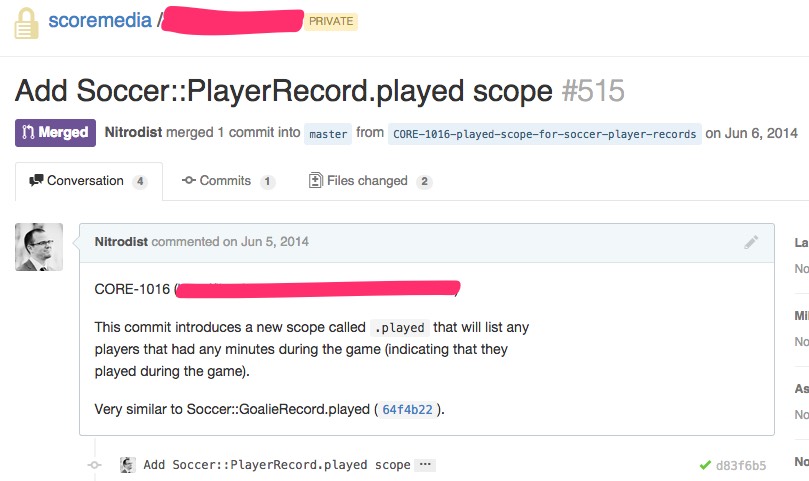 scoremedia / PRIVATE
Add Soccer::PlayerRecord.played scope #515
Merged Nitrodist merged 1 commit into master from CORE-1016-played-scope-for-soccer-player-records on Jun 6, 2014
Conversation 4 Commits 1 Files changed 2
Nitrodist commented on Jun 5, 2014
La
No
CORE-1016 (
This commit introduces a new scope called .played that will list any
players that had any minutes during the game (indicating that they
played during the game).
Mi
No
As
No
Very similar to Soccer::GoalieRecord.played ( 64f4b22 ).
Add Soccer::PlayerRecord.played scope ... d83f6b5
No